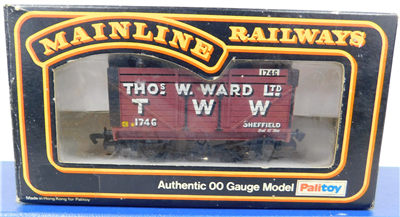 MAINLINE RAILWAYS
1746
THOS W. WARD LTD
T W W
1746 SHEFFIELD
Authentic 00 Gauge Model Palitoy
Made in Hong Kong for Palitoy